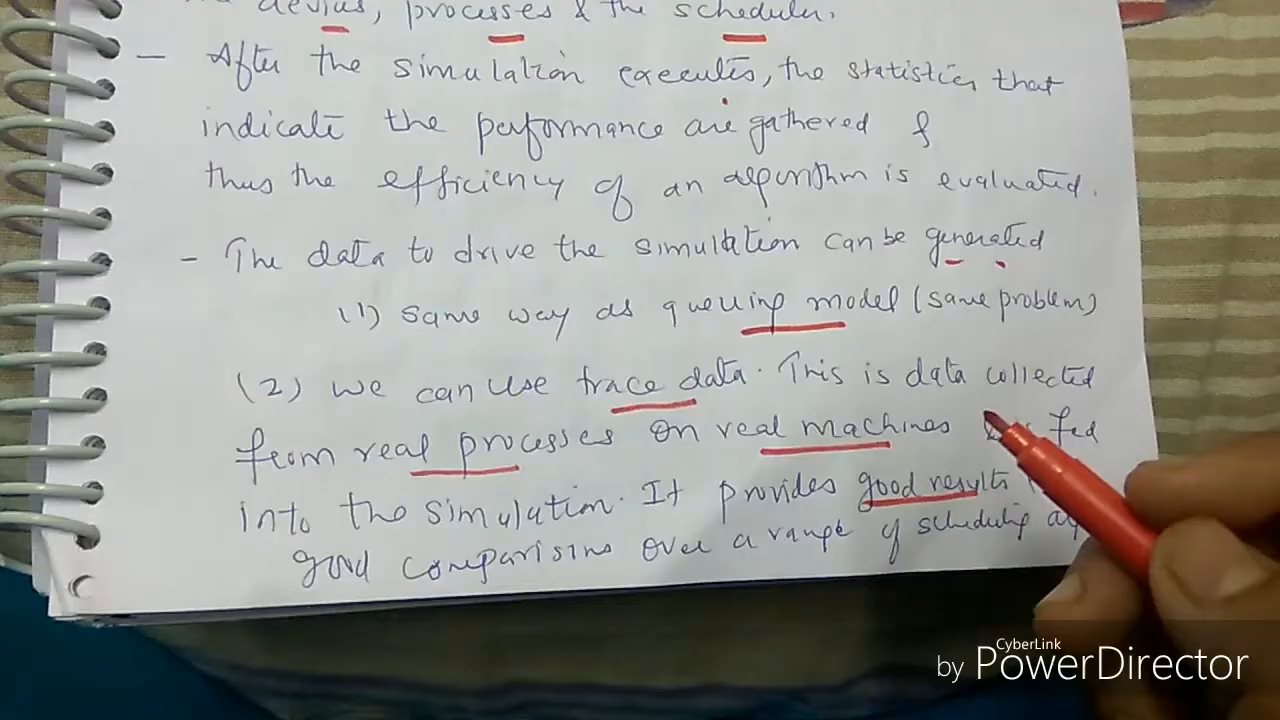 devices, processes & the scheduler.
- After the simulation executes, the statistics that
indicate the performance are gathered &
thus the efficiency of an algorithm is evaluated.
- The data to drive the simulation can be generated
(1) Same way as queuing model (same problem)
(2) we can use trace data. This is data collected
from real processes on real machines fed
into the simulation. It provides good results
good comparisins over a range of scheduling
CyberLink
by PowerDirector